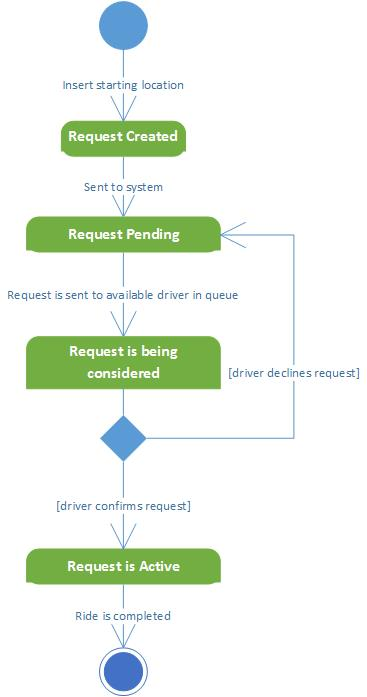 Insert starting location
Request Created
Sent to system
Request Pending
Request is sent to available driver in queue
Request is being
considered
[driver declines request]
[driver confirms request]
Request is Active
Ride is completed